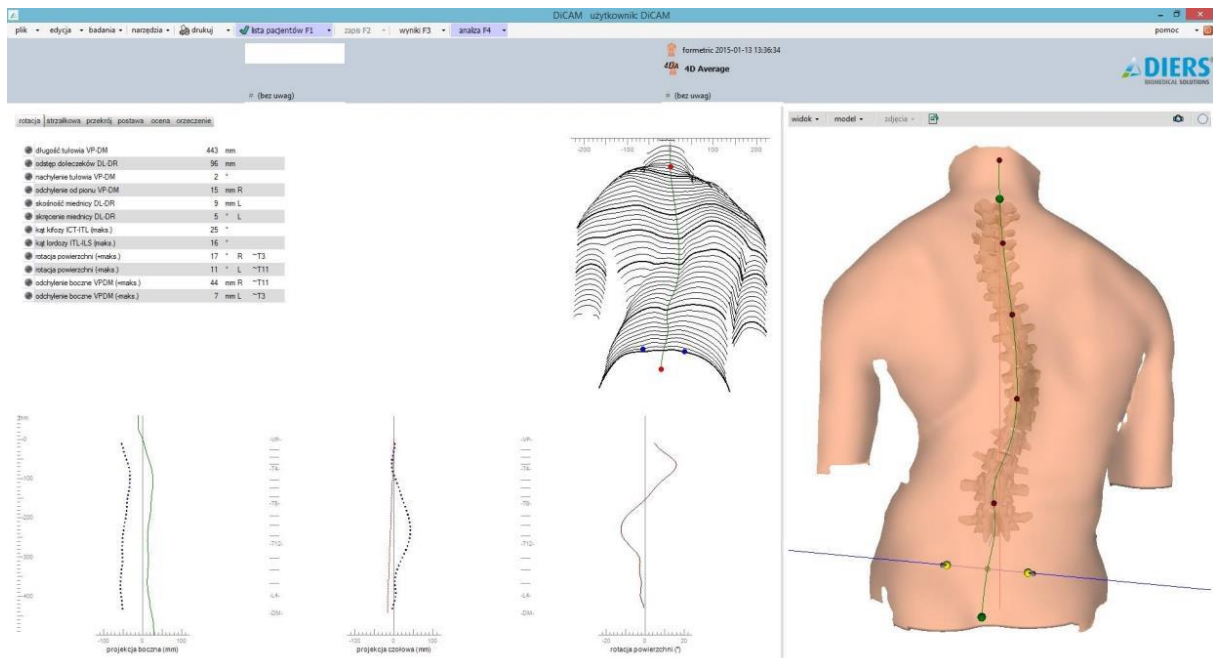 DiCAM użytkownik: DiCAM
plik edycja badania narzędzia drukuj lista pacjentów F1 zapis F2 wyniki F3 analiza F4 pomoc
formetric 2015-01-13 13:36:34
4DA 4D Average
# (bez uwag) # (bez uwag)
DIERS
BIOMEDICAL SOLUTIONS
rotacja strzałkowa przekrój postawa ocena orzeczenie
widok model zdjęcia
długość tułowia VP-DM 443 mm
odstęp dołeczków DL-DR 96 mm
nachylenie tułowia VP-DM 2 °
odchylenie od pionu VP-DM 15 mm R
skośność miednicy DL-DR 9 mm L
skręcenie miednicy DL-DR 5 ° L
kąt kifozy ICT-ITL (maks.) 25 °
kąt lordozy ITL-ILS (maks.) 16 °
rotacja powierzchni (+maks.) 17 ° R ~T3
rotacja powierzchni (-maks.) 11 ° L ~T11
odchylenie boczne VPDM (+maks.) 44 mm R ~T11
odchylenie boczne VPDM (-maks.) 7 mm L ~T3
-200 -100 100 200
-0
-100
-200
-300
-400
-VP-
-T4-
-T8-
-T12-
-L4-
-DM-
-VP-
-T4-
-T8-
-T12-
-L4-
-DM-
-100 0 100
projekcja boczna (mm)
-100 0 100
projekcja czołowa (mm)
-20 0 20
rotacja powierzchni (°)